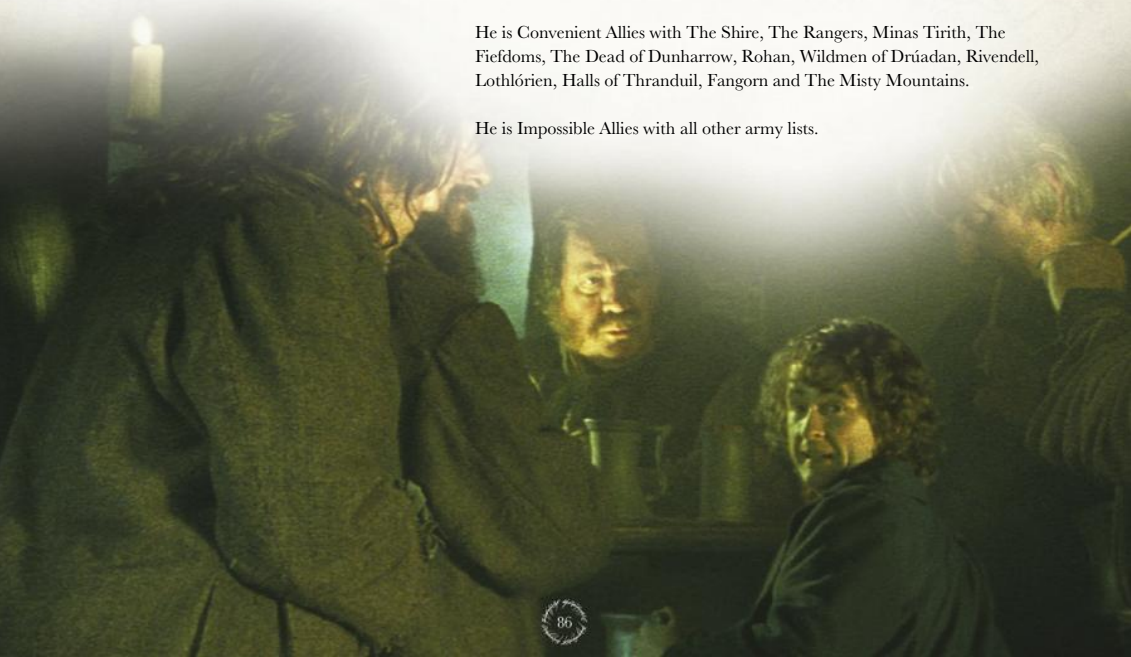 He is Convenient Allies with The Shire, The Rangers, Minas Tirith, The
Fiefdoms, The Dead of Dunharrow, Rohan, Wildmen of Drúadan, Rivendell,
Lothlórien, Halls of Thranduil, Fangorn and The Misty Mountains.
He is Impossible Allies with all other army lists.
86